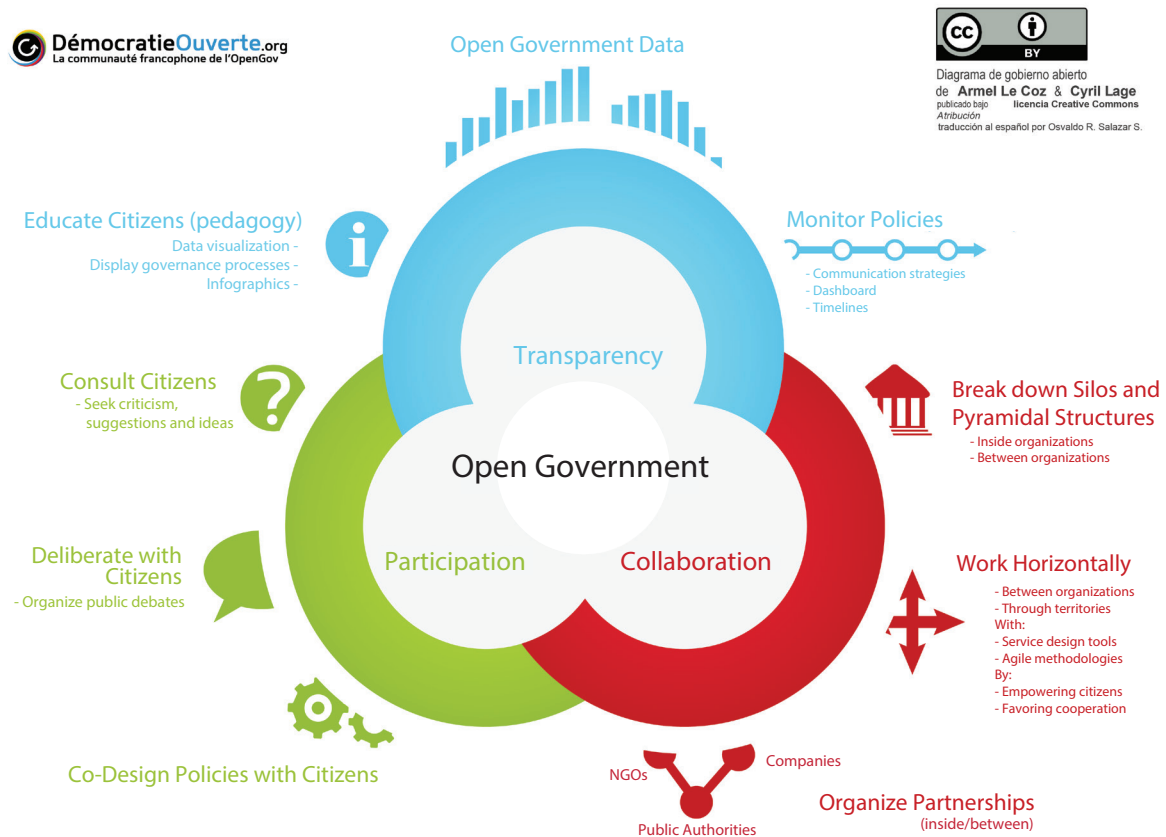 DémocratieOuverte.org
La communauté francophone de l'OpenGov
Open Government Data
CC
BY
Diagrama de gobierno abierto
de Armel Le Coz & Cyril Lage
publicado bajo licencia Creative Commons
Atribución
traducción al español por Osvaldo R. Salazar S.
Educate Citizens (pedagogy)
Data visualization -
Display governance processes -
Infographics -
i
Monitor Policies
- Communication strategies
- Dashboard
- Timelines
Transparency
Consult Citizens
- Seek criticism,
suggestions and ideas
?
Break down Silos and
Pyramidal Structures
- Inside organizations
- Between organizations
Open Government
Participation
Collaboration
Deliberate with
Citizens
- Organize public debates
Work Horizontally
- Between organizations
- Through territories
With:
- Service design tools
- Agile methodologies
By:
- Empowering citizens
- Favoring cooperation
Co-Design Policies with Citizens
NGOs
Companies
Public Authorities
Organize Partnerships
(inside/between)